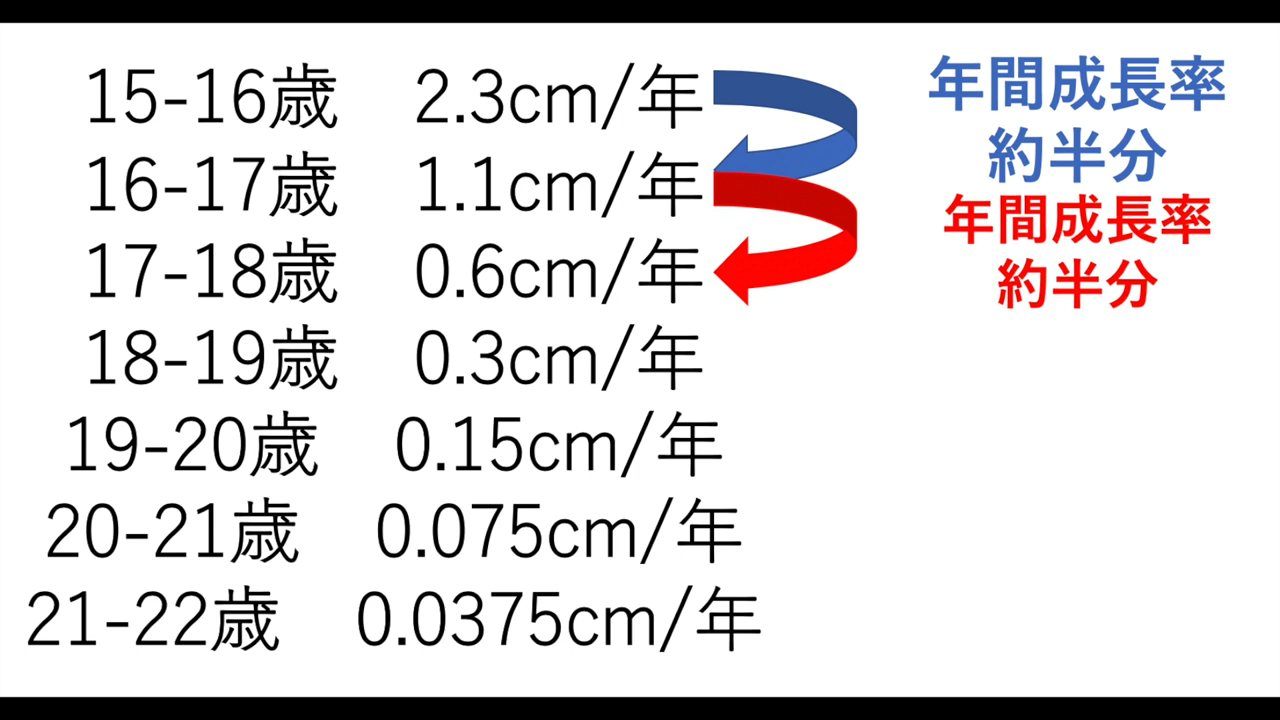 15-16歳 2.3cm/年
16-17歳 1.1cm/年
17-18歳 0.6cm/年
18-19歳 0.3cm/年
19-20歳 0.15cm/年
20-21歳 0.075cm/年
21-22歳 0.0375cm/年
年間成長率
約半分
年間成長率
約半分